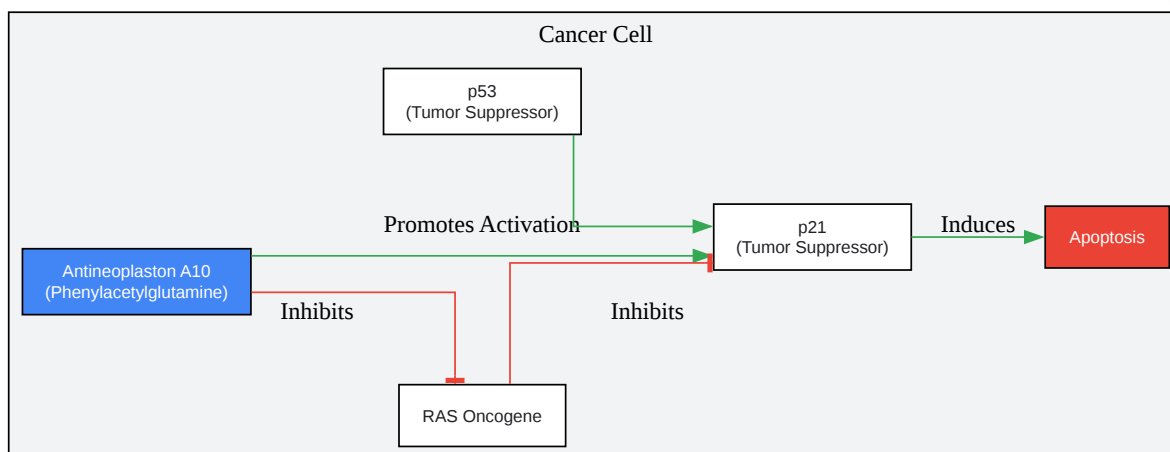 Cancer Cell
p53
(Tumor Suppressor)
Promotes Activation
p21
(Tumor Suppressor)
Induces
Apoptosis
Antineoplaston A10
(Phenylacetylglutamine)
Inhibits
Inhibits
RAS Oncogene